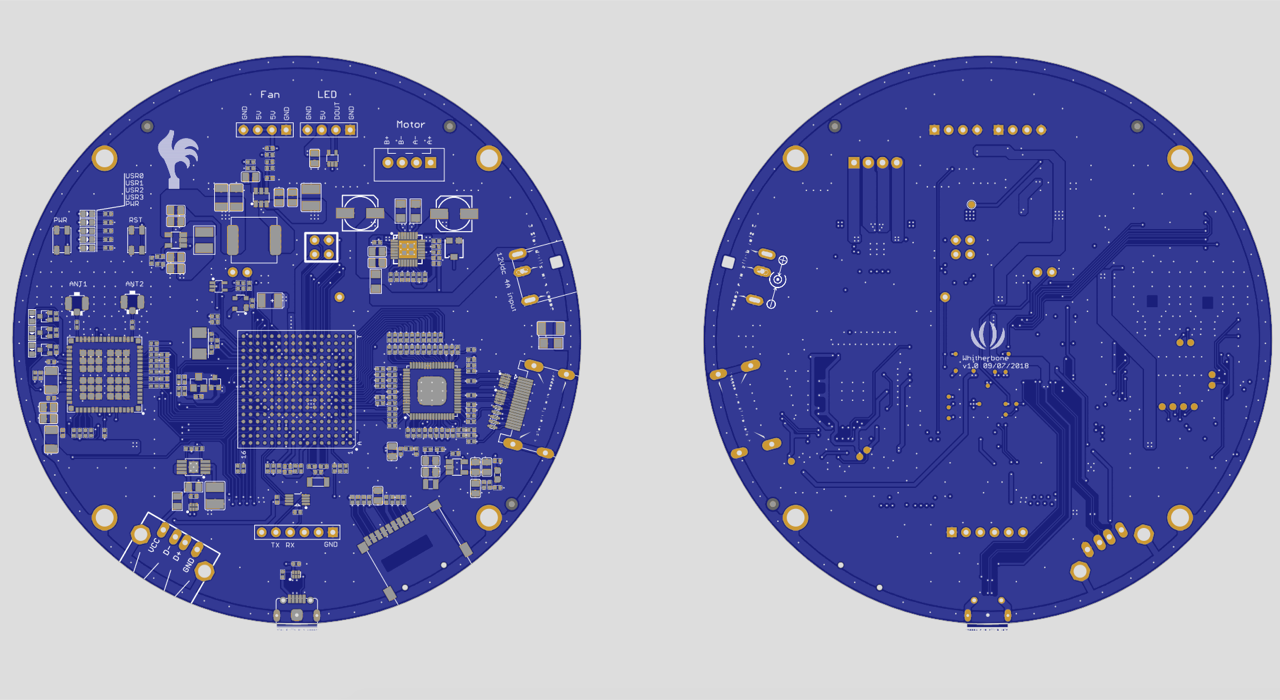 Fan
LED
GND
5V
5V
GND
GND
5V
DOUT
GND
Motor
B+
B-
A-
A+
USR0
USR1
USR2
USR3
PWR
PWR
RST
ANT2
12vdc 4A input
16
VCC
D-
D+
GND
TX RX
GND
Whitherbone
v1.0 09/07/2018